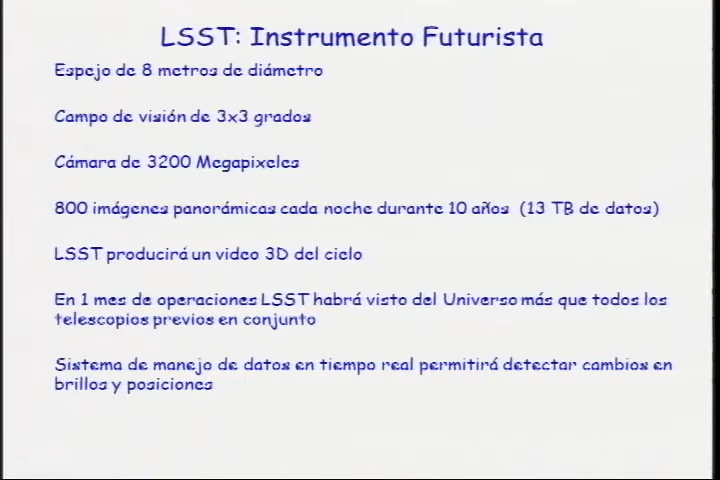 LSST: Instrumento Futurista
Espejo de 8 metros de diámetro
Campo de visión de 3x3 grados
Cámara de 3200 Megapixeles
800 imágenes panorámicas cada noche durante 10 años (13 TB de datos)
LSST producirá un video 3D del cielo
En 1 mes de operaciones LSST habrá visto del Universo más que todos los
telescopios previos en conjunto
Sistema de manejo de datos en tiempo real permitirá detectar cambios en
brillos y posiciones